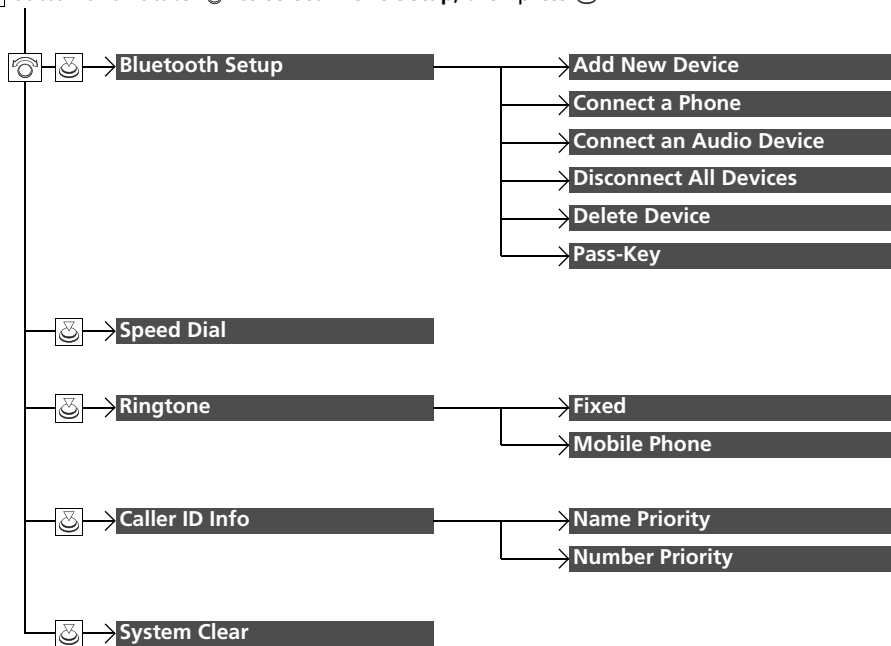 Bluetooth Setup
Add New Device
Connect a Phone
Connect an Audio Device
Disconnect All Devices
Delete Device
Pass-Key
Speed Dial
Ringtone
Fixed
Mobile Phone
Caller ID Info
Name Priority
Number Priority
System Clear